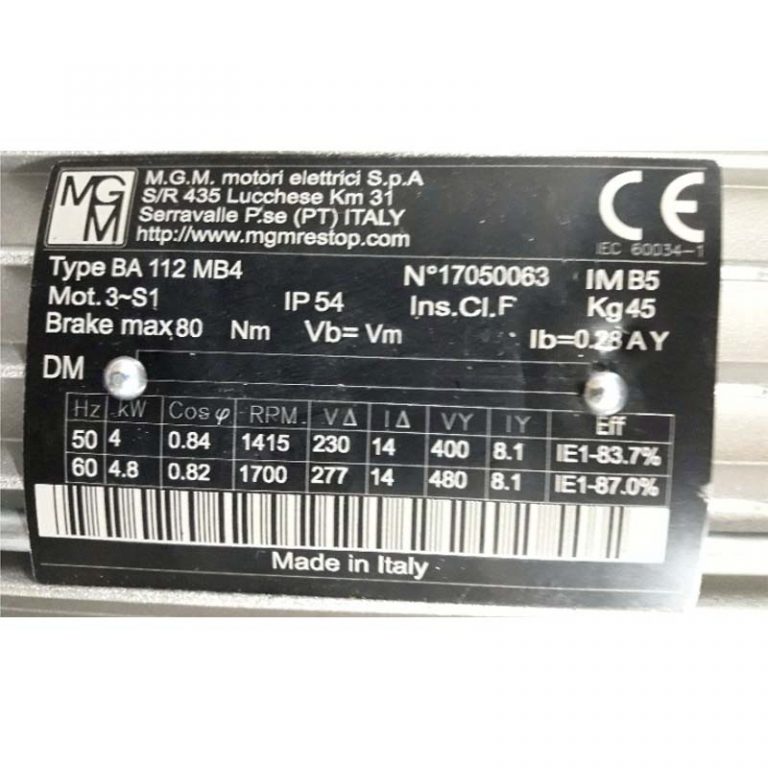 MGM
M.G.M. motori elettrici S.p.A
S/R 435 Lucchese Km 31
Serravalle P.se (PT) ITALY
http://www.mgmrestop.com
CE
IEC 60034-1
Type BA 112 MB4 N°17050063 IM B5
Mot. 3~S1 IP 54 Ins.Cl.F Kg 45
Brake max 80 Nm Vb= Vm Ib=0.28 A Y
DM
Hz kW Cos φ RPM V Δ I Δ VY IY Eff
50 4 0.84 1415 230 14 400 8.1 IE1-83.7%
60 4.8 0.82 1700 277 14 480 8.1 IE1-87.0%
Made in Italy